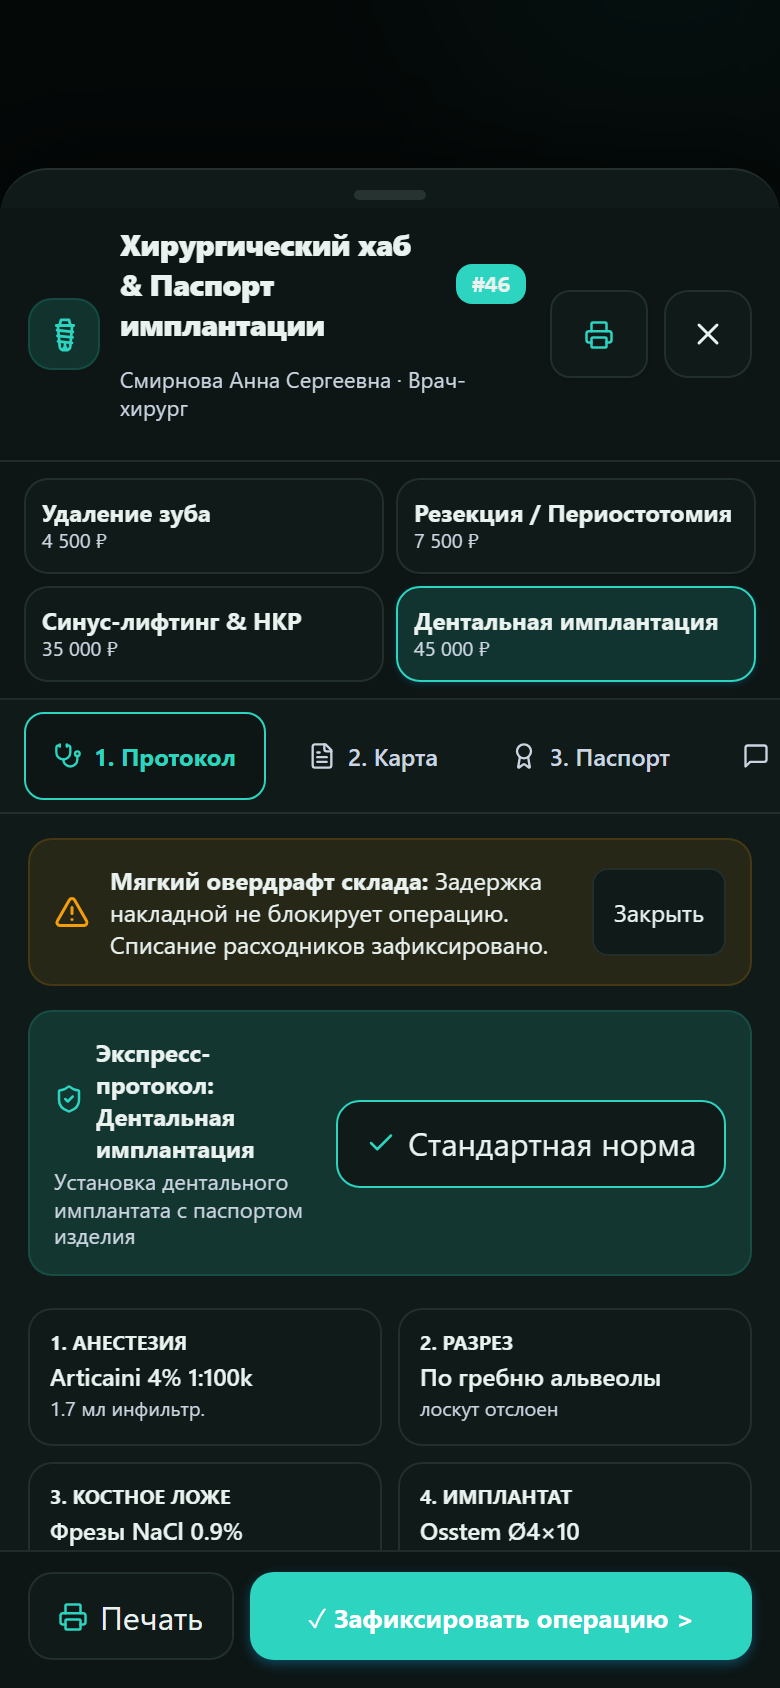 Хирургический хаб
& Паспорт
имплантации
#46
Смирнова Анна Сергеевна · Врач-
хирург
Удаление зуба
4 500 ₽
Резекция / Периостотомия
7 500 ₽
Синус-лифтинг & НКР
35 000 ₽
Дентальная имплантация
45 000 ₽
1. Протокол
2. Карта
3. Паспорт
Мягкий овердрафт склада: Задержка
накладной не блокирует операцию.
Списание расходников зафиксировано.
Закрыть
Экспресс-
протокол:
Дентальная
имплантация
Установка дентального
имплантата с паспортом
изделия
Стандартная норма
1. АНЕСТЕЗИЯ
Articaini 4% 1:100k
1.7 мл инфильтр.
2. РАЗРЕЗ
По гребню альвеолы
лоскут отслоен
3. КОСТНОЕ ЛОЖЕ
Фрезы NaCl 0.9%
4. ИМПЛАНТАТ
Osstem Ø4×10
Печать
✓ Зафиксировать операцию >